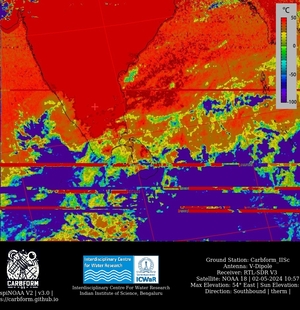 °C
50
0
-50
-100
Interdisciplinary Centre
for Water Research
ICWaR
CARBFORM
Interdisciplinary Centre For Water Research
Indian Institute of Science, Bengaluru
spiNOAA V2 | v3.0 |
s://carbform.github.io
Ground Station: Carbform_IISc
Antenna: V-Dipole
Receiver: RTL-SDR V3
Satellite: NOAA 18 | 02-05-2024 10:57
Max Elevation: 54° East | Sun Elevation:
Direction: Southbound | therm |